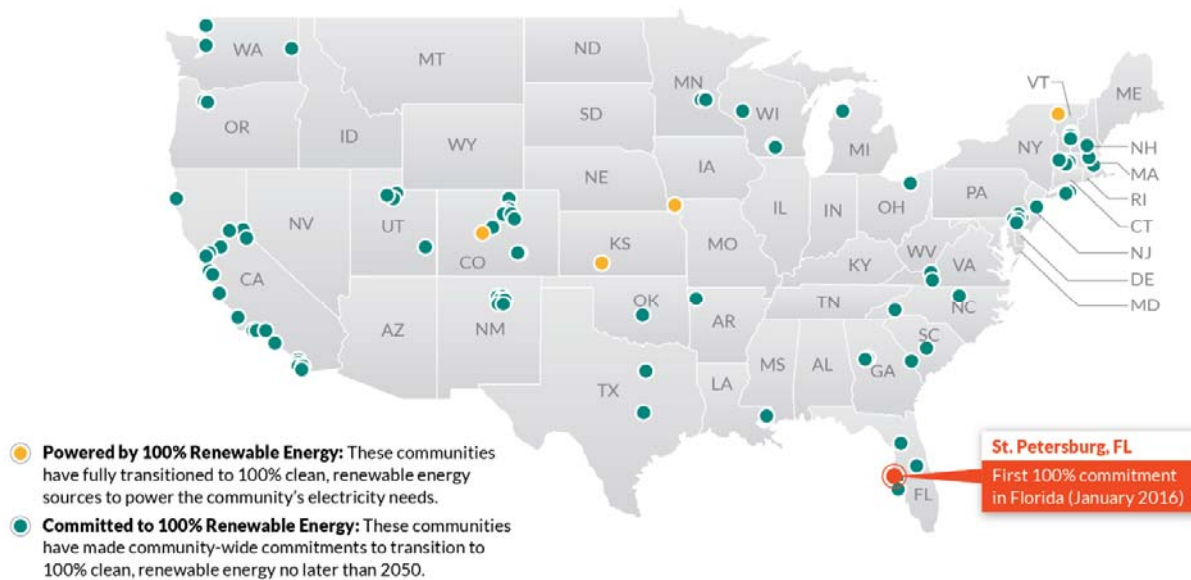 WA
MT
ND
MN
VT
ME
OR
ID
SD
WI
MI
NY
NH
WY
IA
MA
NE
PA
RI
NV
UT
IL
IN
OH
CT
CO
KS
MO
WV
VA
NJ
CA
KY
DE
OK
TN
NC
MD
AZ
NM
AR
SC
TX
LA
MS
AL
GA
FL
Powered by 100% Renewable Energy: These communities
have fully transitioned to 100% clean, renewable energy
sources to power the community's electricity needs.
Committed to 100% Renewable Energy: These communities
have made community-wide commitments to transition to
100% clean, renewable energy no later than 2050.
St. Petersburg, FL
First 100% commitment
in Florida (January 2016)